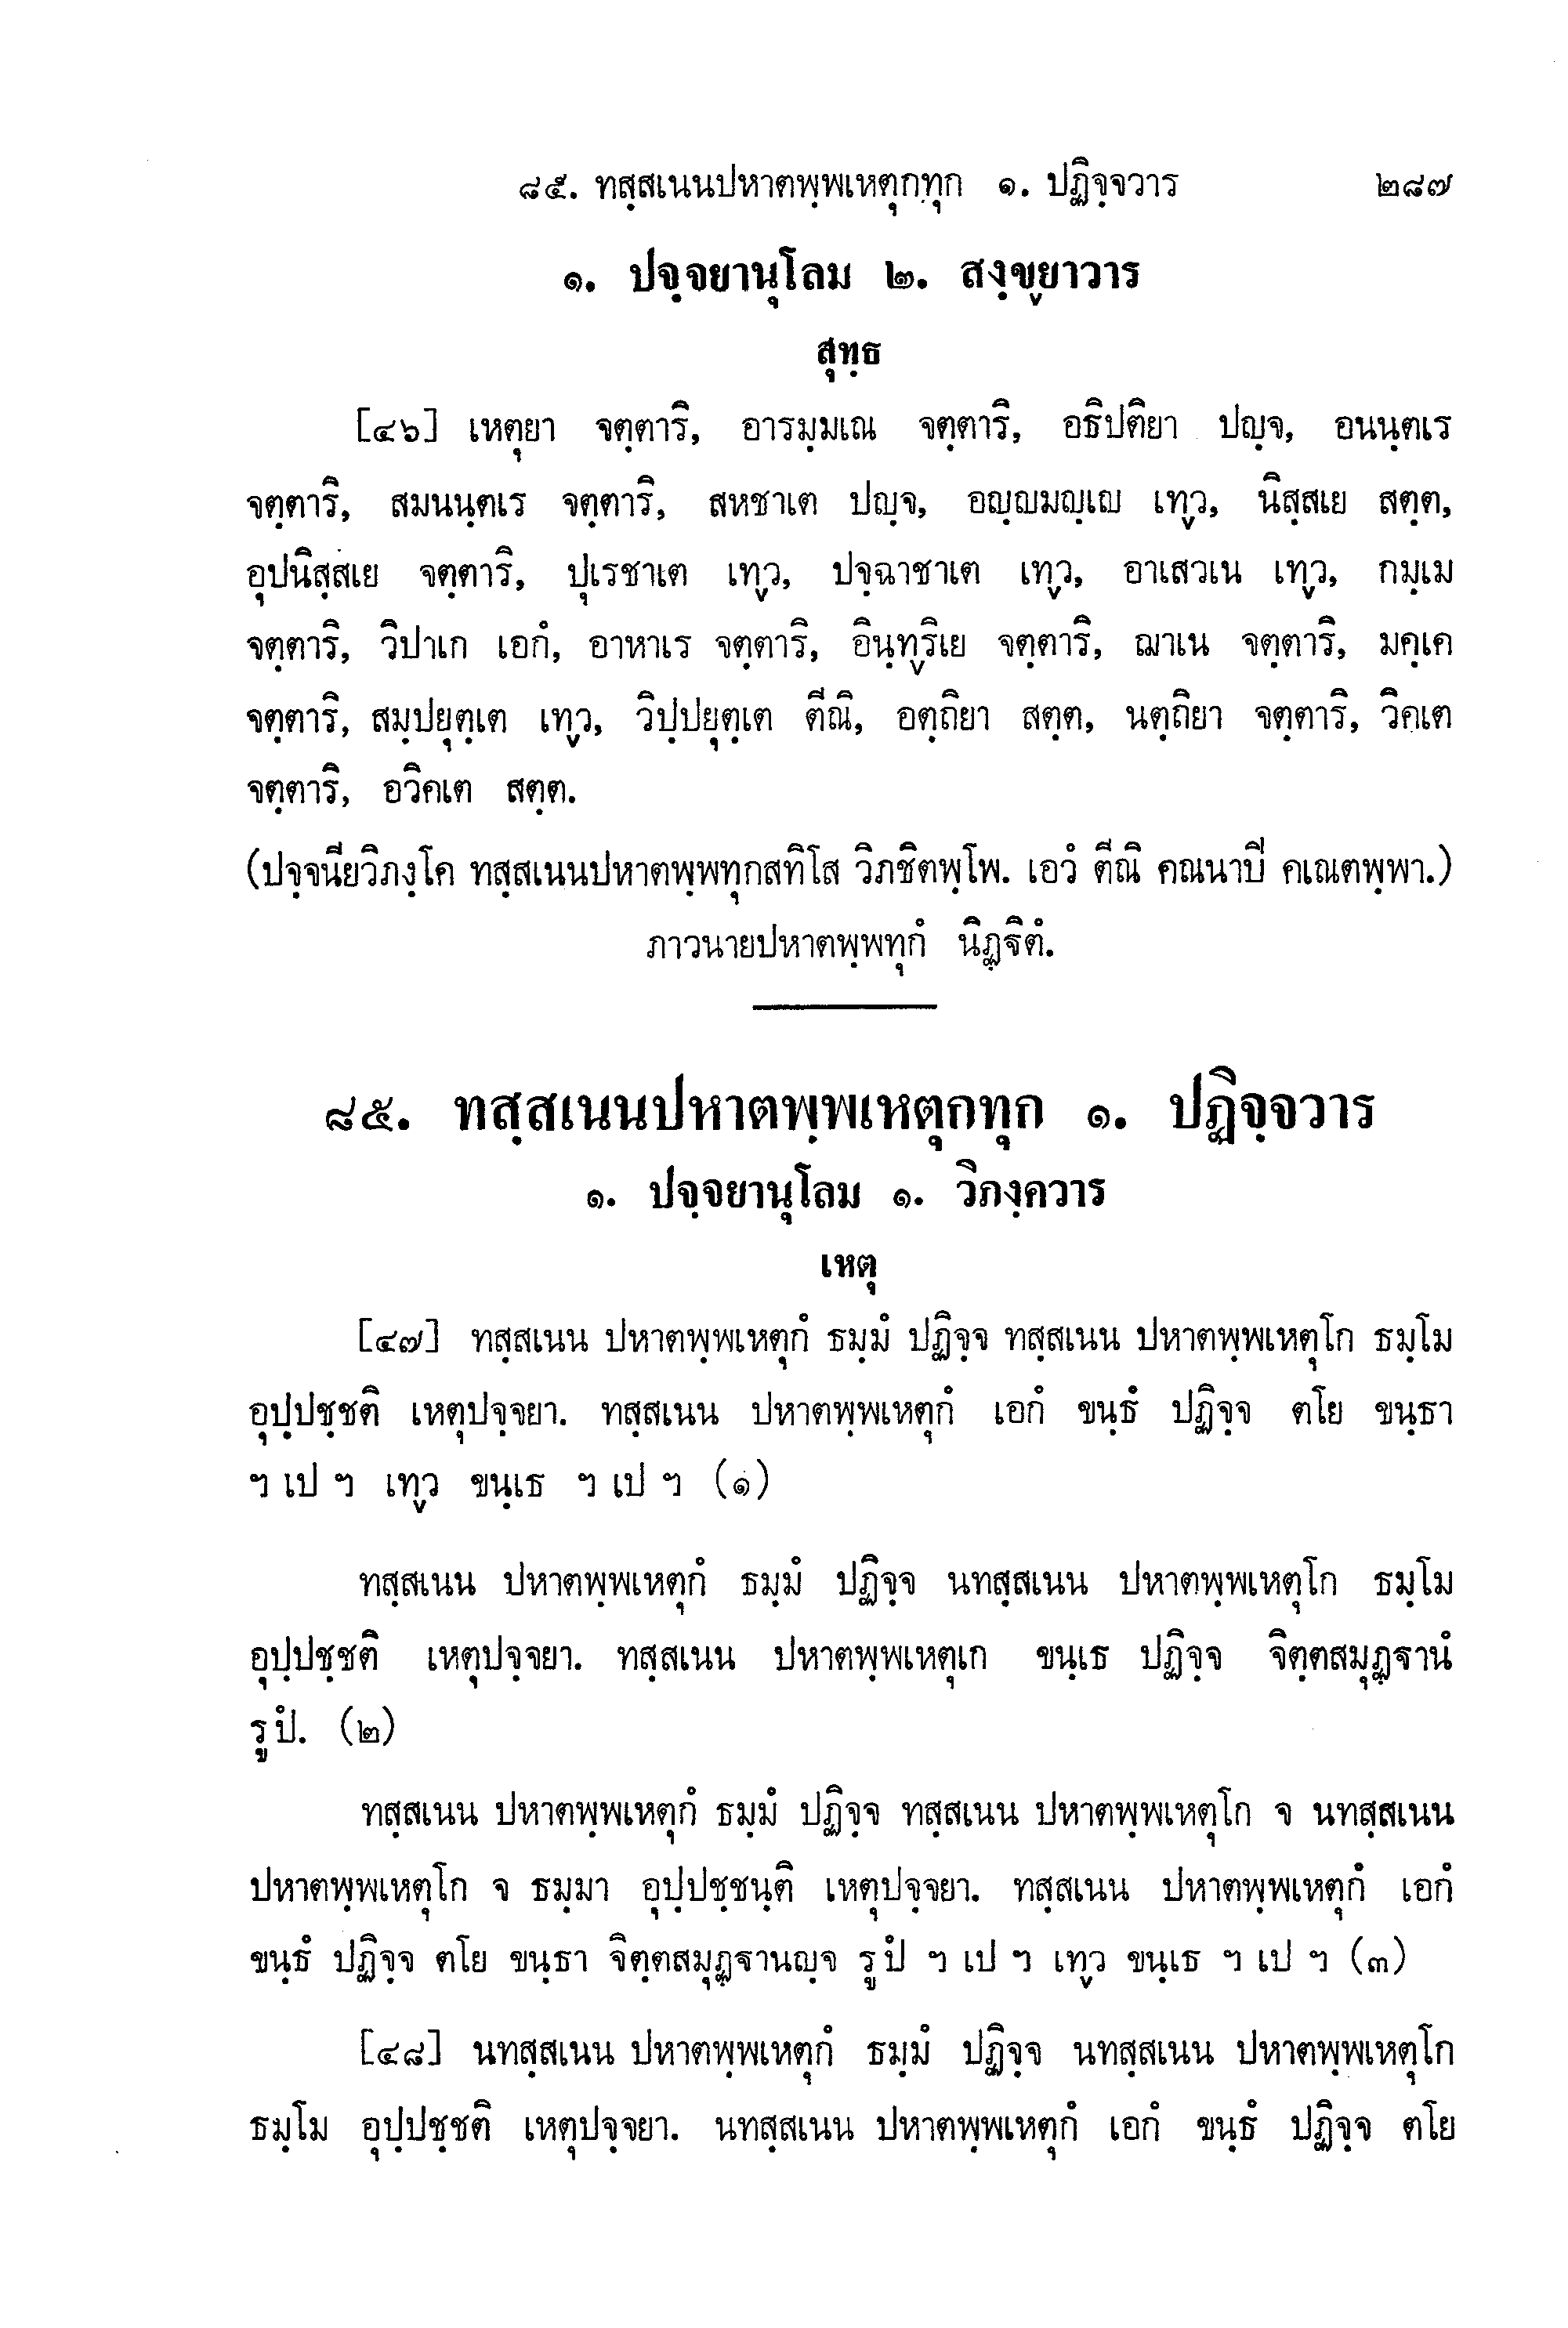 ๘๕. ทสฺสเนนปหาตพฺพเหตุกทุก ๑. ปฏิจฺจวาร ๒๘๗
๑. ปจฺจยานุโลม ๒. สงฺขฺยาวาร
สุทฺธ
[๔๖] เหตุยา จตฺตาริ, อารมฺมเณ จตฺตาริ, อธิปติยา ปญฺจ, อนนฺตเร
จตฺตาริ, สมนนฺตเร จตฺตาริ, สหชาเต ปญฺจ, อญฺญมญฺเญ เทฺว, นิสฺสเย สตฺต,
อุปนิสฺสเย จตฺตาริ, ปุเรชาเต เทฺว, ปจฺฉาชาเต เทฺว, อาเสวเน เทฺว, กมฺเม
จตฺตาริ, วิปาเก เอกํ, อาหาเร จตฺตาริ, อินฺทฺริเย จตฺตาริ, ฌาเน จตฺตาริ, มคฺเค
จตฺตาริ, สมฺปยุตฺเต เทฺว, วิปฺปยุตฺเต ตีณิ, อตฺถิยา สตฺต, นตฺถิยา จตฺตาริ, วิคเต
จตฺตาริ, อวิคเต สตฺต.
(ปจฺจนียวิภงฺโค ทสฺสเนนปหาตพฺพทุกสทิโส วิภชิตพฺโพ. เอวํ ตีณิ คณนาปิ คเณตพฺพา.)
ภาวนายปหาตพฺพทุกํ นิฏฺฐิตํ.
๘๕. ทสฺสเนนปหาตพฺพเหตุกทุก ๑. ปฏิจฺจวาร
๑. ปจฺจยานุโลม ๑. วิภงฺควาร
เหตุ
[๔๗] ทสฺสเนน ปหาตพฺพเหตุกํ ธมฺมํ ปฏิจฺจ ทสฺสเนน ปหาตพฺพเหตุโก ธมฺโม
อุปฺปชฺชติ เหตุปจฺจยา. ทสฺสเนน ปหาตพฺพเหตุกํ เอกํ ขนฺธํ ปฏิจฺจ ตโย ขนฺธา
ฯ เป ฯ เทฺว ขนฺเธ ฯ เป ฯ (๑)
ทสฺสเนน ปหาตพฺพเหตุกํ ธมฺมํ ปฏิจฺจ นทสฺสเนน ปหาตพฺพเหตุโก ธมฺโม
อุปฺปชฺชติ เหตุปจฺจยา. ทสฺสเนน ปหาตพฺพเหตุเก ขนฺเธ ปฏิจฺจ จิตฺตสมุฏฺฐานํ
รูปํ. (๒)
ทสฺสเนน ปหาตพฺพเหตุกํ ธมฺมํ ปฏิจฺจ ทสฺสเนน ปหาตพฺพเหตุโก จ นทสฺสเนน
ปหาตพฺพเหตุโก จ ธมฺมา อุปฺปชฺชนฺติ เหตุปจฺจยา. ทสฺสเนน ปหาตพฺพเหตุกํ เอกํ
ขนฺธํ ปฏิจฺจ ตโย ขนฺธา จิตฺตสมุฏฺฐานญฺจ รูปํ ฯ เป ฯ เทฺว ขนฺเธ ฯ เป ฯ (๓)
[๔๘] นทสฺสเนน ปหาตพฺพเหตุกํ ธมฺมํ ปฏิจฺจ นทสฺสเนน ปหาตพฺพเหตุโก
ธมฺโม อุปฺปชฺชติ เหตุปจฺจยา. นทสฺสเนน ปหาตพฺพเหตุกํ เอกํ ขนฺธํ ปฏิจฺจ ตโย